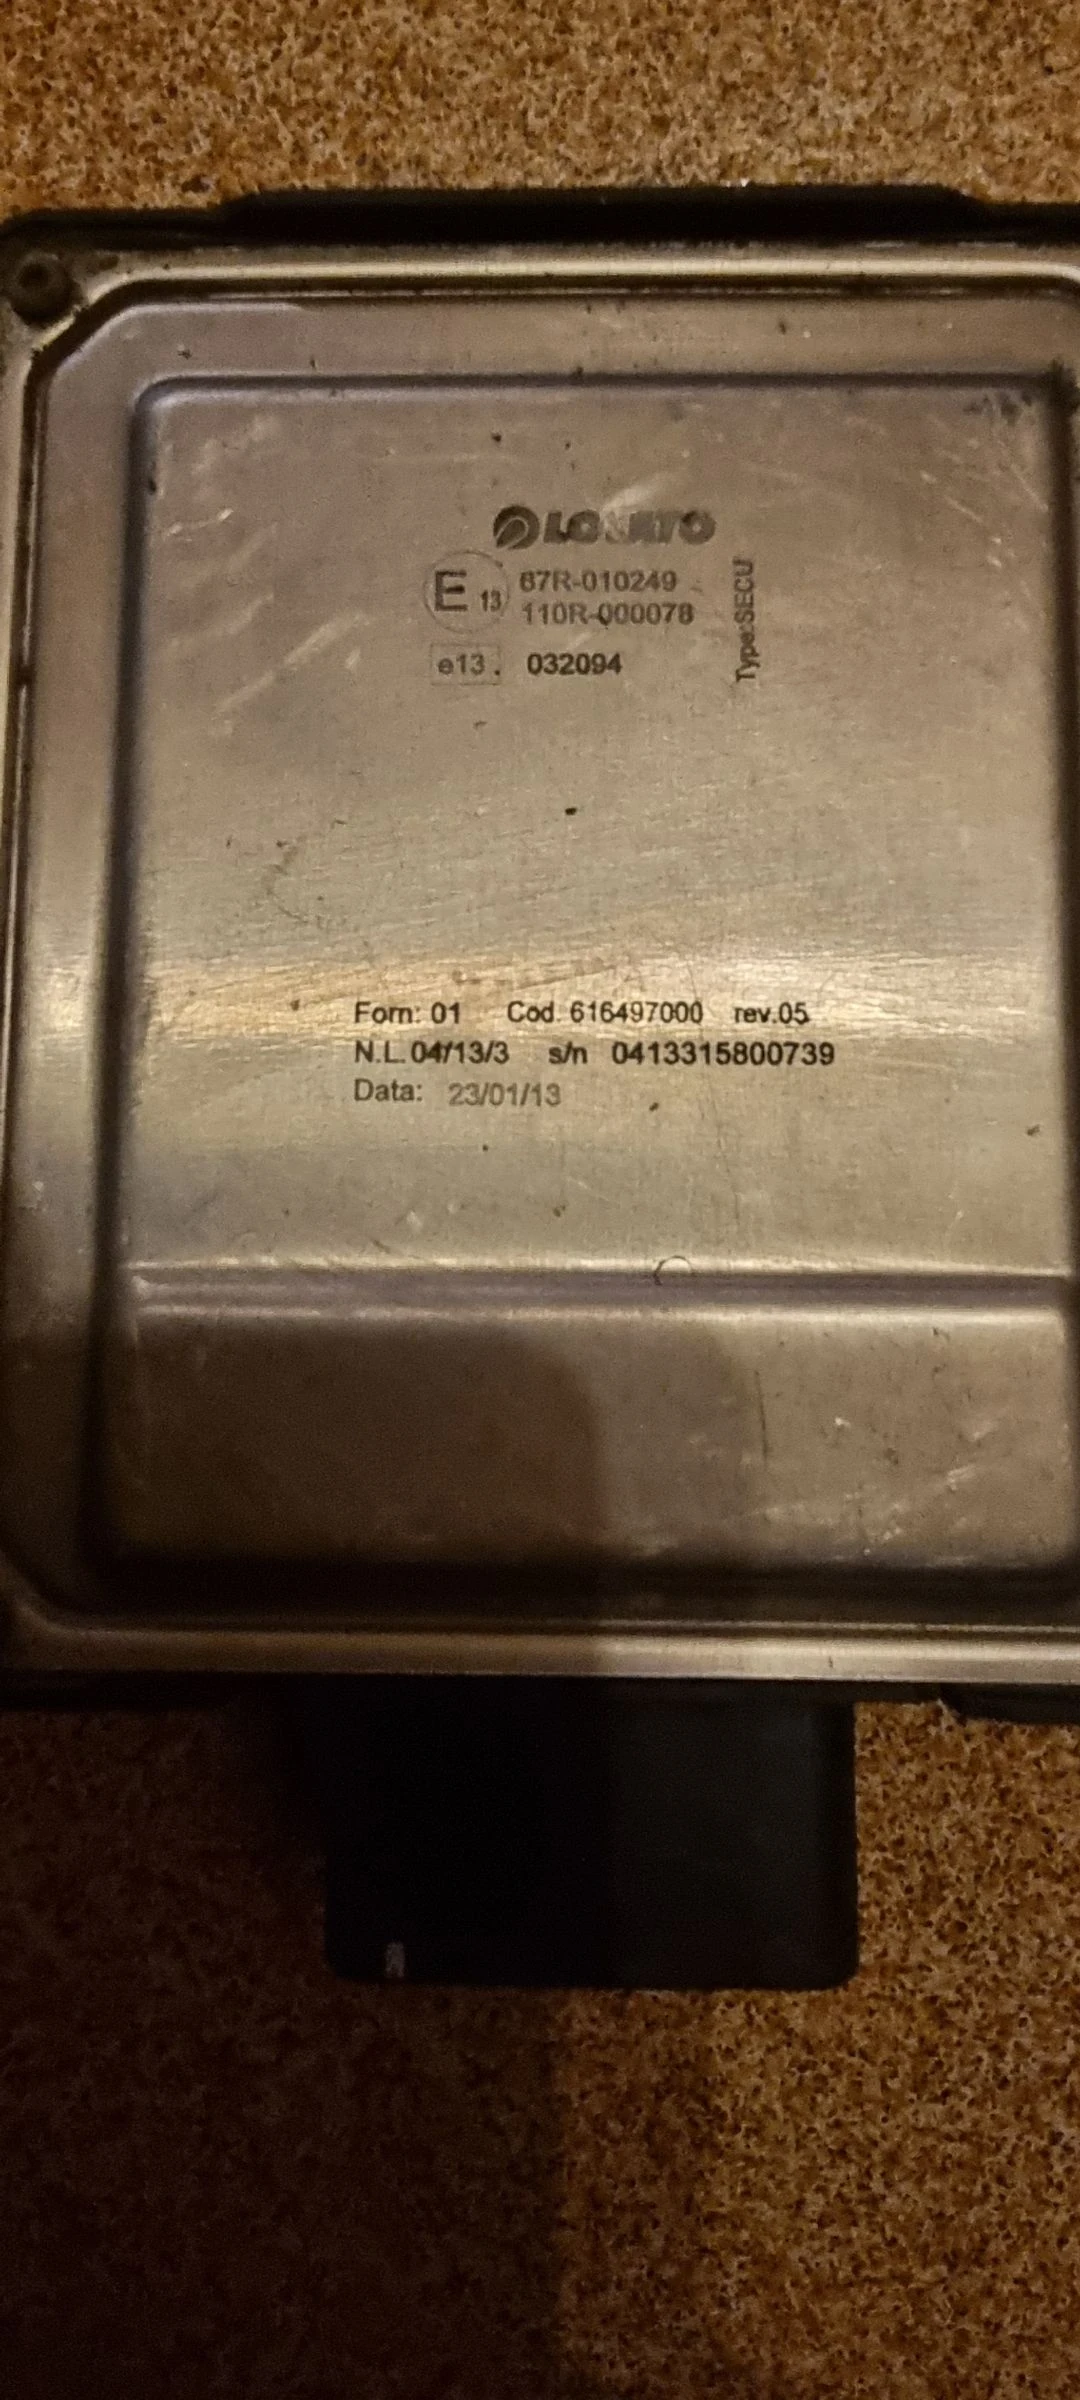 LOVATO
E 13 67R-010249
110R-000078
e13. 032094
Type:SECU
Forn: 01 Cod. 616497000 rev.05
N.L. 04/13/3 s/n 0413315800739
Data: 23/01/13